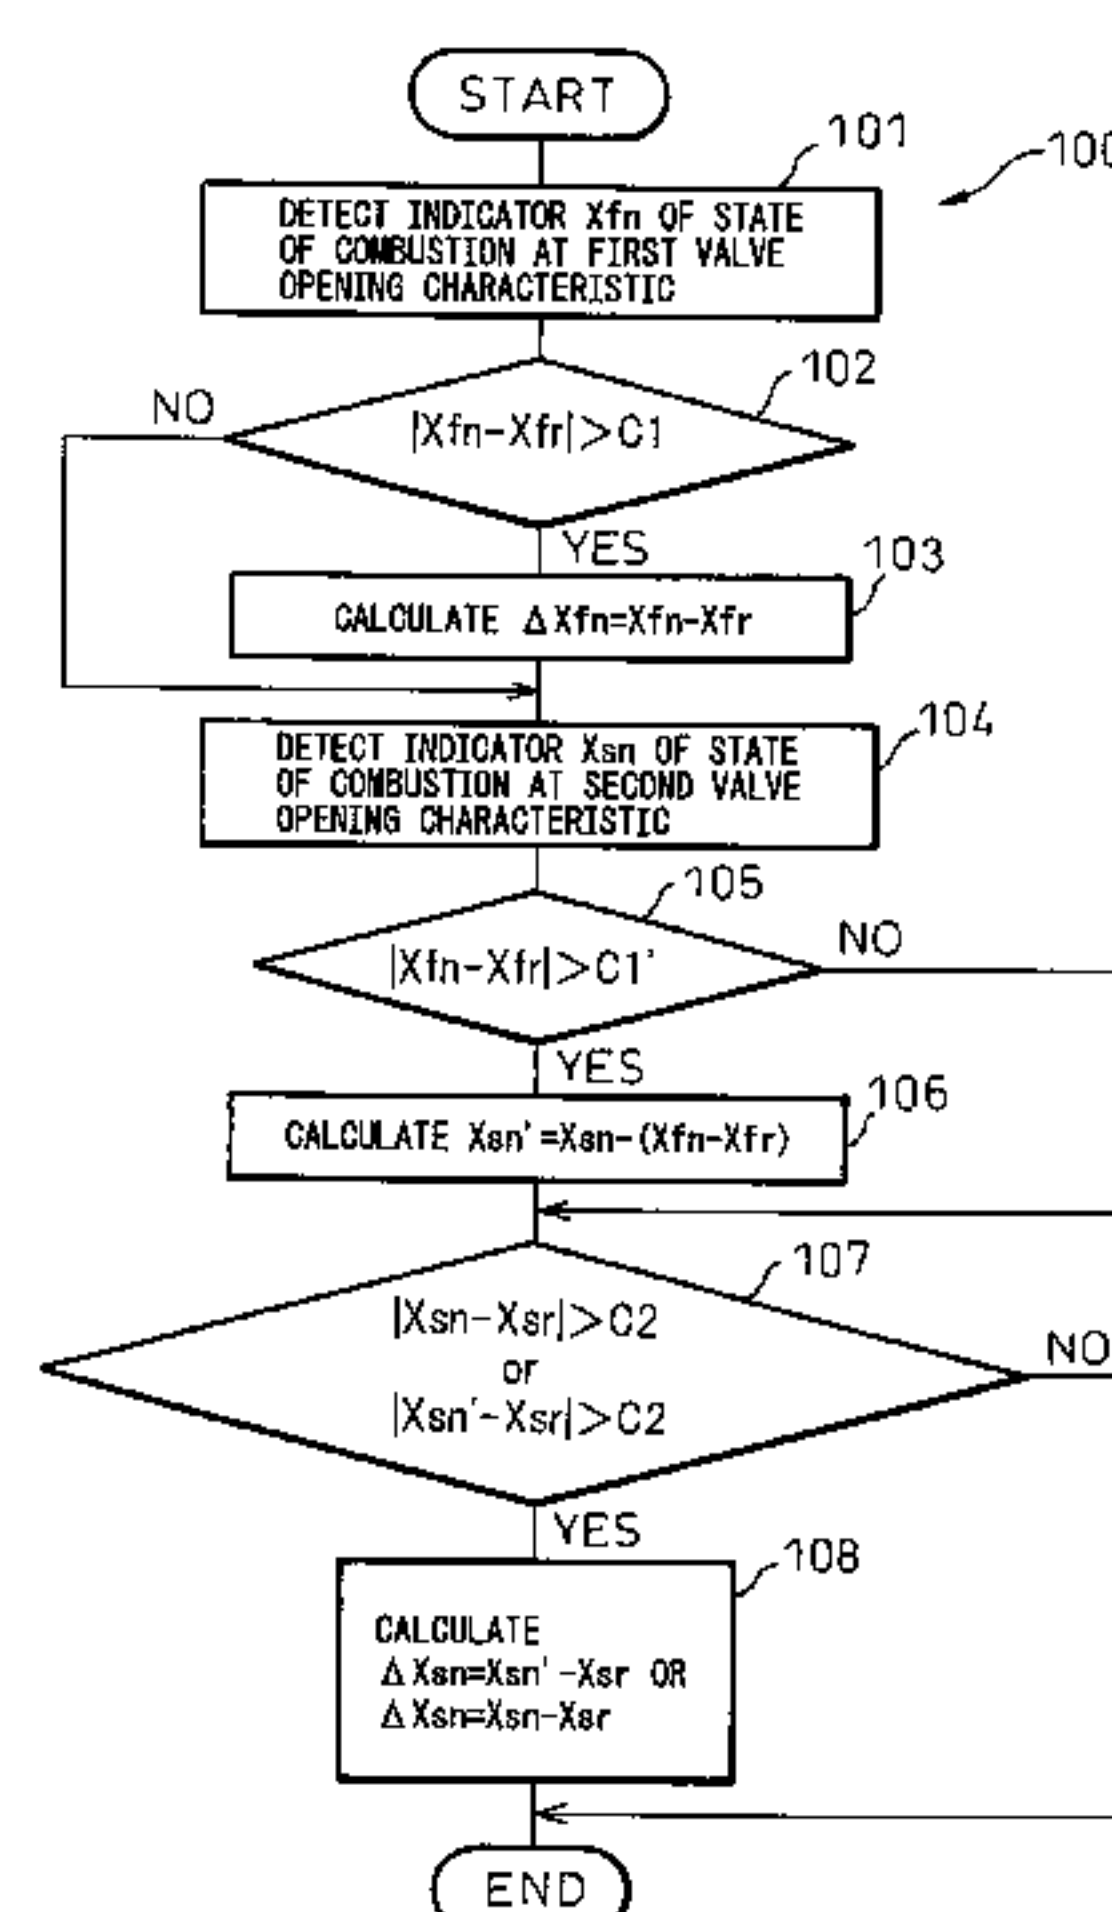 START
101
100
DETECT INDICATOR Xfn OF STATE
OF COMBUSTION AT FIRST VALVE
OPENING CHARACTERISTIC
102
NO
|Xfn-Xfr|>C1
YES
103
CALCULATE ΔXfn=Xfn-Xfr
104
DETECT INDICATOR Xsn OF STATE
OF COMBUSTION AT SECOND VALVE
OPENING CHARACTERISTIC
105
NO
|Xfn-Xfr|>C1'
YES
106
CALCULATE Xsn'=Xsn-(Xfn-Xfr)
107
|Xsn-Xsr|>C2
or
|Xsn'-Xsr|>C2
NO
YES
108
CALCULATE
ΔXsn=Xsn'-Xsr OR
ΔXsn=Xsn-Xsr
END